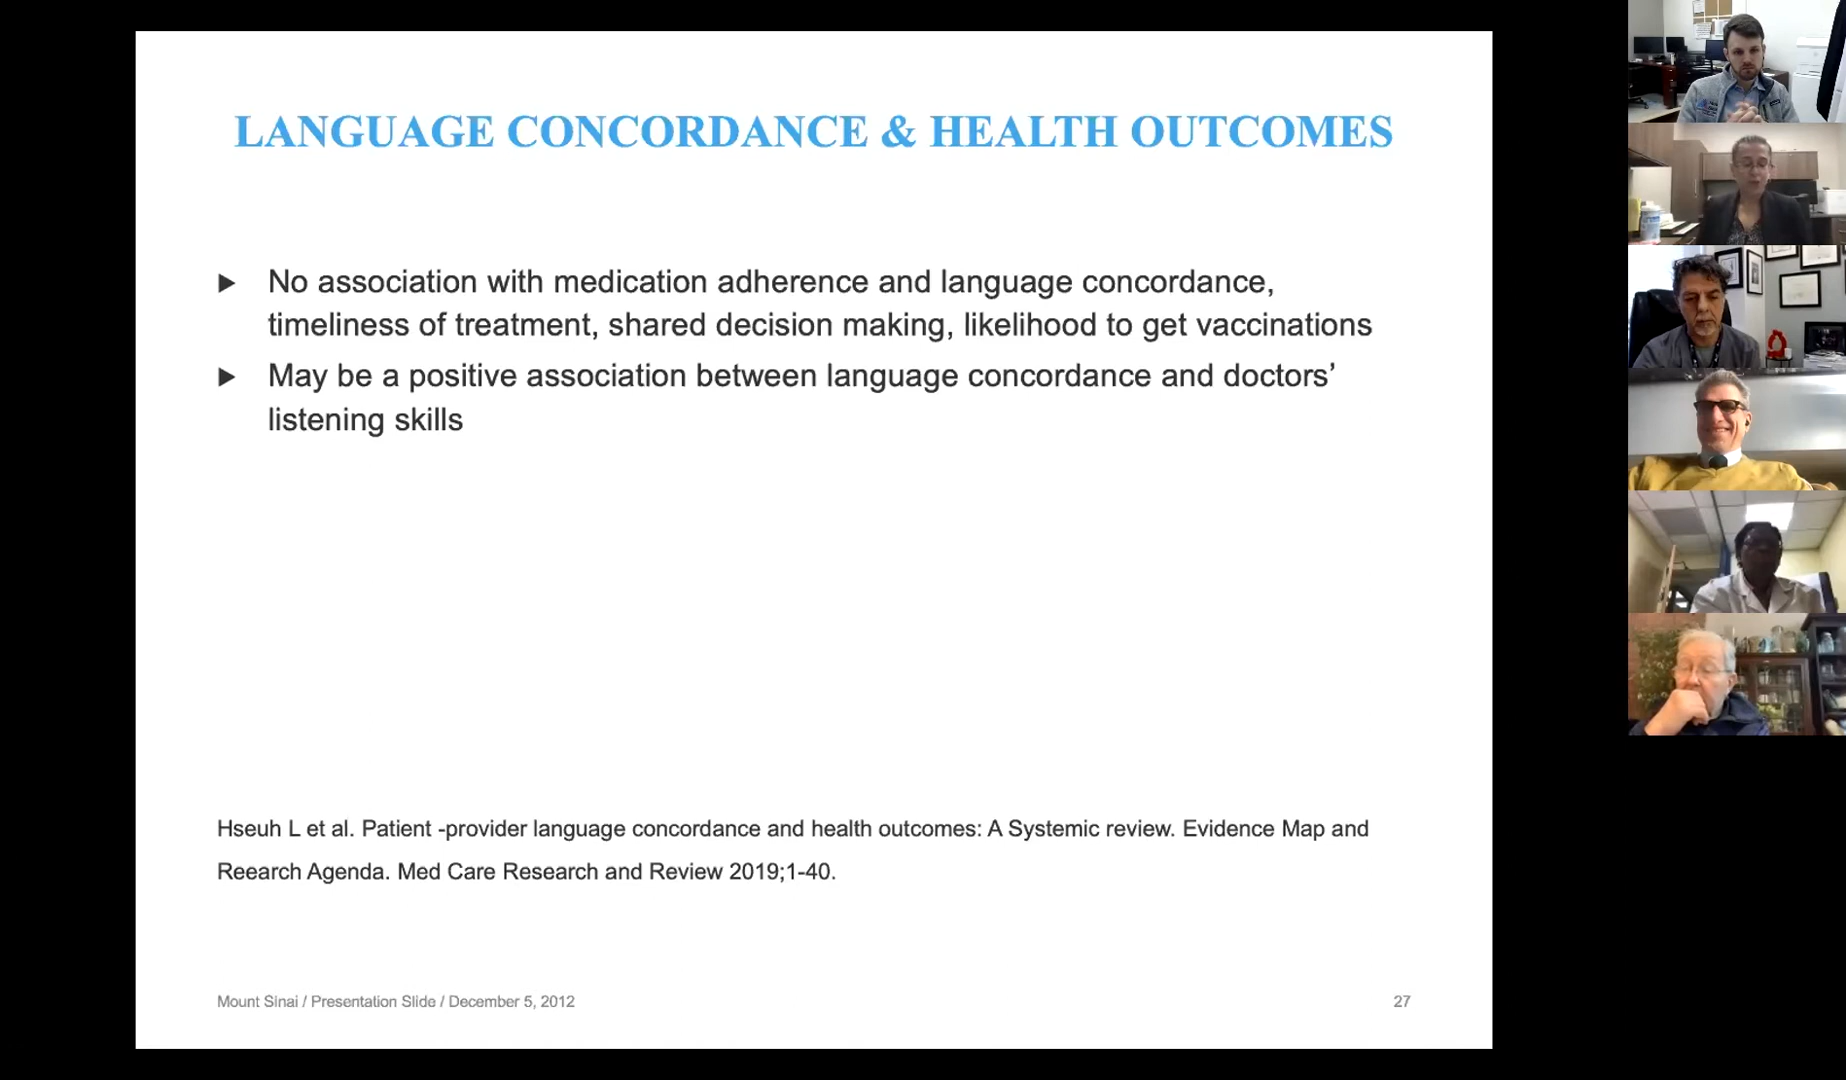 LANGUAGE CONCORDANCE & HEALTH OUTCOMES
▶ No association with medication adherence and language concordance,
timeliness of treatment, shared decision making, likelihood to get vaccinations
▶ May be a positive association between language concordance and doctors’
listening skills
Hseuh L et al. Patient -provider language concordance and health outcomes: A Systemic review. Evidence Map and
Reearch Agenda. Med Care Research and Review 2019;1-40.
Mount Sinai / Presentation Slide / December 5, 2012
27